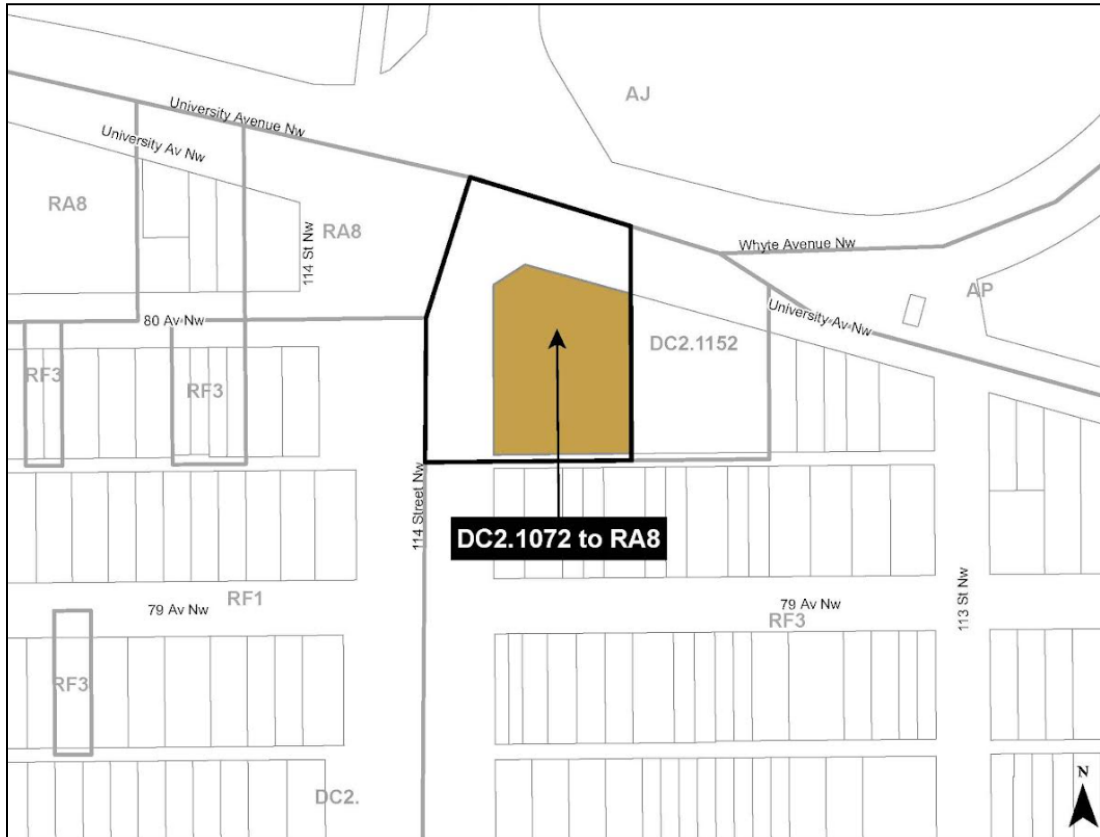 AJ
University Avenue Nw
University Av Nw
RA8
RA8
114 St Nw
Whyte Avenue Nw
AP
University Av Nw
80 Av Nw
DC2.1152
RF3
RF3
114 Street Nw
DC2.1072 to RA8
RF1
79 Av Nw
79 Av Nw
RF3
113 St Nw
RF3
DC2.
N